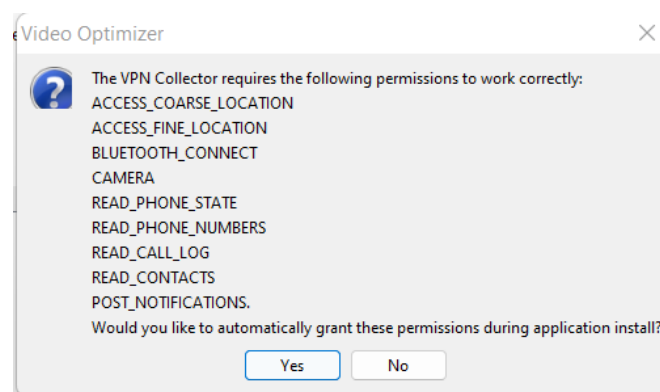 Video Optimizer
The VPN Collector requires the following permissions to work correctly:
ACCESS_COARSE_LOCATION
ACCESS_FINE_LOCATION
BLUETOOTH_CONNECT
CAMERA
READ_PHONE_STATE
READ_PHONE_NUMBERS
READ_CALL_LOG
READ_CONTACTS
POST_NOTIFICATIONS.
Would you like to automatically grant these permissions during application install?
Yes
No